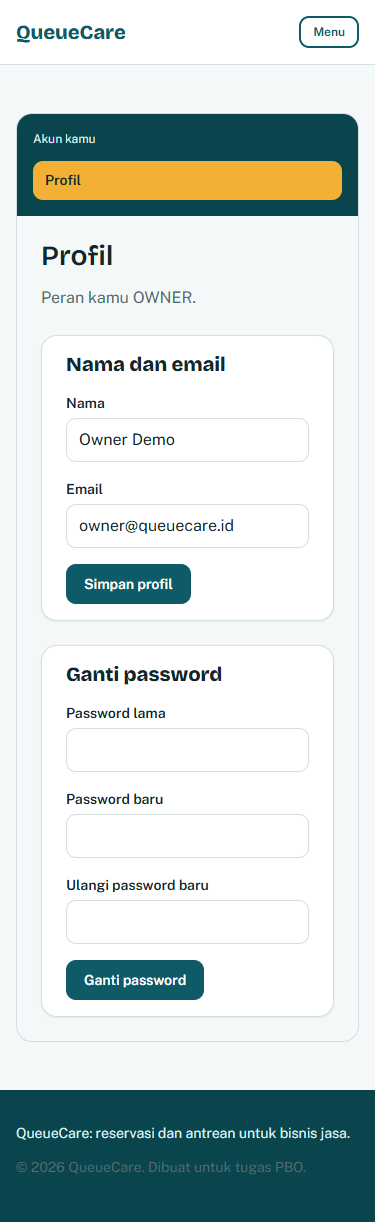 QueueCare
Menu
Akun kamu
Profil
Profil
Peran kamu OWNER.
Nama dan email
Nama
Owner Demo
Email
owner@queuecare.id
Simpan profil
Ganti password
Password lama
Password baru
Ulangi password baru
Ganti password
QueueCare: reservasi dan antrean untuk bisnis jasa.
© 2026 QueueCare. Dibuat untuk tugas PBO.